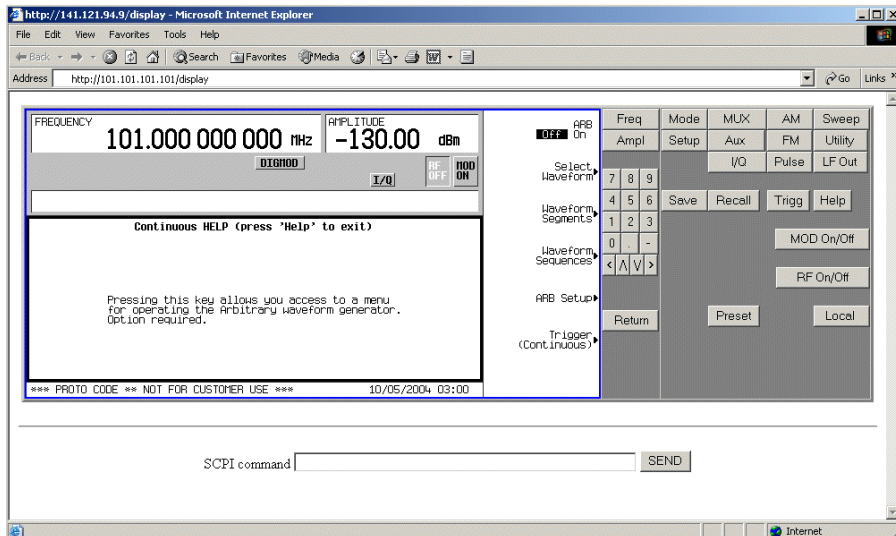 http://141.121.94.9/display - Microsoft Internet Explorer
File Edit View Favorites Tools Help
Back Search Favorites Media
Address http://101.101.101.101/display Go Links »
FREQUENCY AMPLITUDE
101.000 000 000 MHz -130.00 dBm
DIGMOD
I/Q RF OFF MOD ON
Continuous HELP (press 'Help' to exit)
Pressing this key allows you access to a menu
for operating the Arbitrary waveform generator.
Option required.
*** PROTO CODE ** NOT FOR CUSTOMER USE *** 10/05/2004 03:00
ARB
Off On
Select
Waveform
Waveform
Segments
Waveform
Sequences
ARB Setup
Trigger
(Continuous)
Freq Mode MUX AM Sweep
Ampl Setup Aux FM Utility
I/Q Pulse LF Out
7 8 9
4 5 6 Save Recall Trigg Help
1 2 3
0 . - MOD On/Off
< Λ V >
RF On/Off
Return Preset Local
SCPI command SEND
Internet